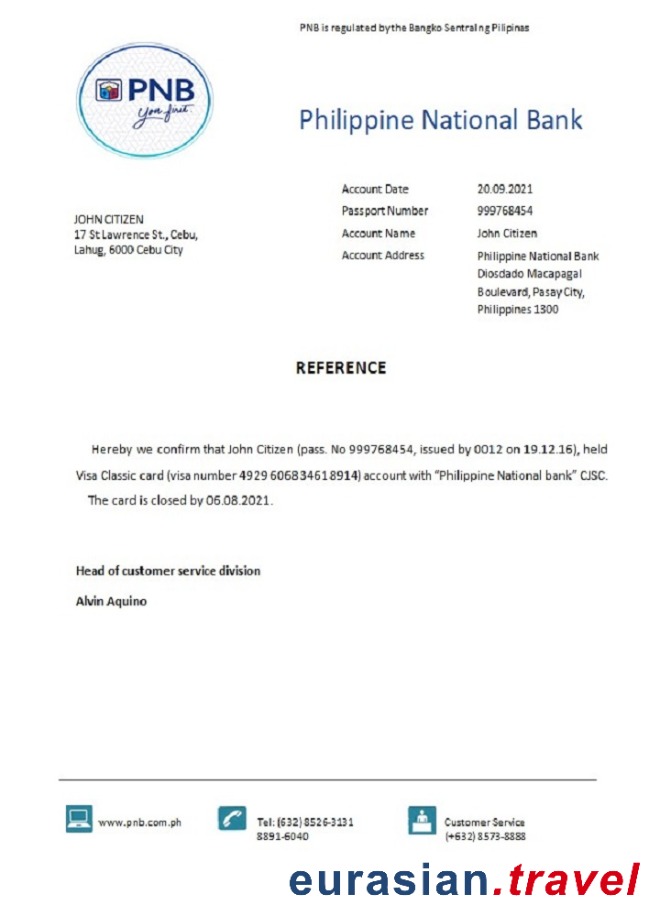 PNB is regulated by the Bangko Sentral ng Pilipinas
PNB
You first.
Philippine National Bank
JOHN CITIZEN
17 St Lawrence St., Cebu,
Lahug, 6000 Cebu City
Account Date 20.09.2021
Passport Number 999768454
Account Name John Citizen
Account Address Philippine National Bank
Diosdado Macapagal
Boulevard, Pasay City,
Philippines 1300
REFERENCE
Hereby we confirm that John Citizen (pass. No 999768454, issued by 0012 on 19.12.16), held
Visa Classic card (visa number 4929 606834618914) account with “Philippine National bank” CJSC.
The card is closed by 06.08.2021.
Head of customer service division
Alvin Aquino
www.pnb.com.ph
Tel: (632) 8526-3131
8891-6040
Customer Service
(+632) 8573-8888
eurasian.travel